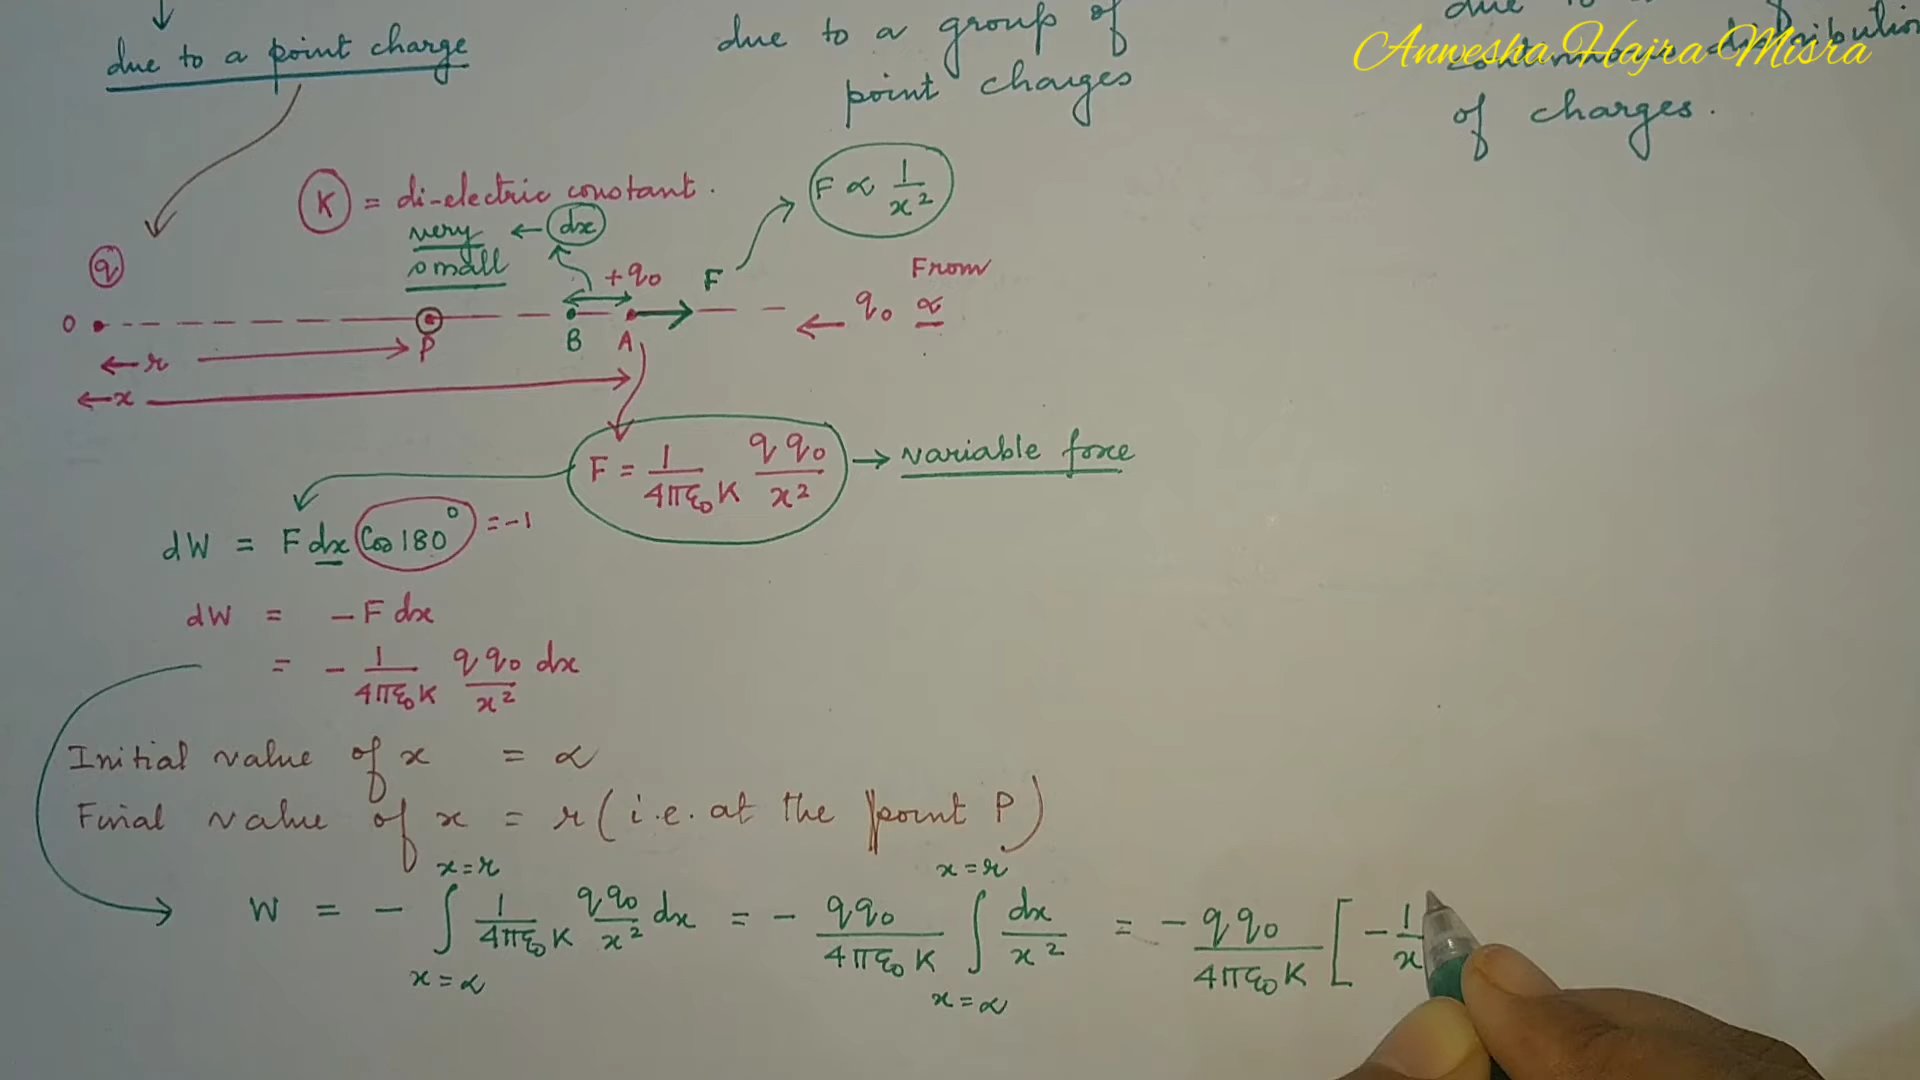 due to a point charge
due to a group of
point charges
due to
distribution
of charges.
Anwesha Hajra Misra
K = di-electric constant.
F ∝ 1/x²
very ← dx
small
q
+q₀
F
From
q₀ ∝
O
P
B
A
r
x
F = 1/4πε₀K qq₀/x² → variable force
dW = F dx Cos 180° = -1
dW = - F dx
= - 1/4πε₀K qq₀/x² dx
Initial value of x = ∝
Final value of x = r (i.e. at the point P)
x=r
x=r
W = - ∫ 1/4πε₀K qq₀/x² dx = - qq₀/4πε₀K ∫ dx/x² = - qq₀/4πε₀K [ - 1/x
x=∝
x=∝